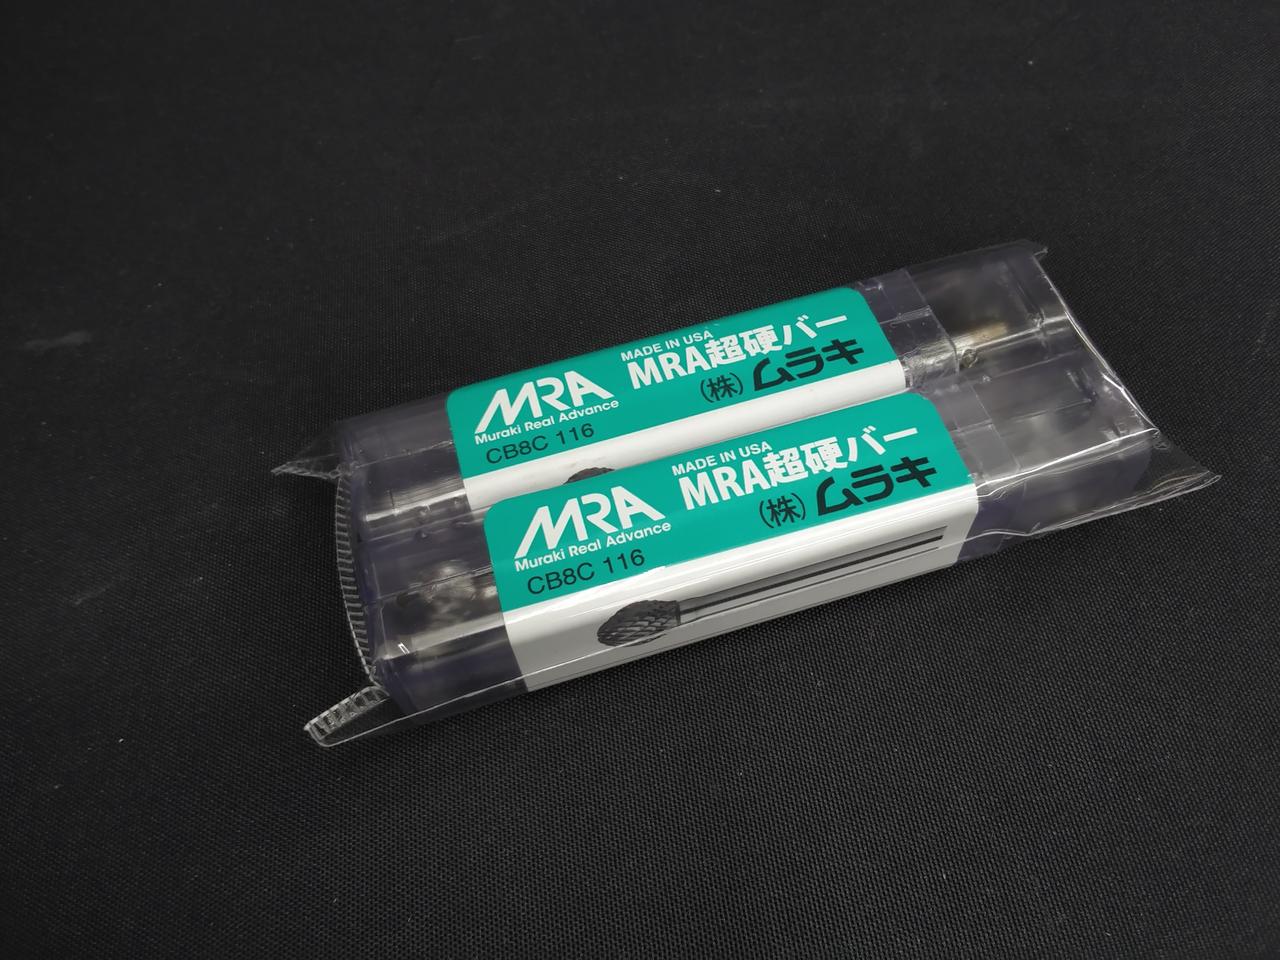 MADE IN USA
MRA超硬バー
MRA
(株)ムラキ
Muraki Real Advance
CB8C 116
MADE IN USA
MRA超硬バー
MRA
(株)ムラキ
Muraki Real Advance
CB8C 116